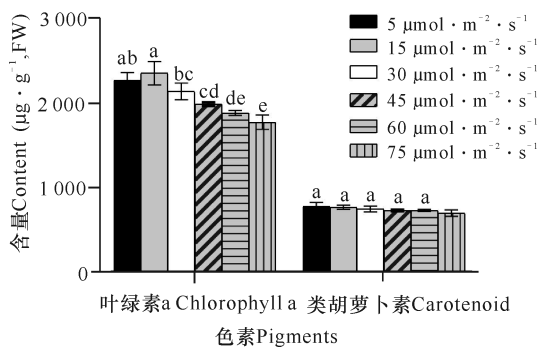 含量Content (μg · g⁻¹,FW)
3 000
2 000
1 000
0
ab a bc cd de e
a a a a a
5 μmol · m⁻² · s⁻¹
15 μmol · m⁻² · s⁻¹
30 μmol · m⁻² · s⁻¹
45 μmol · m⁻² · s⁻¹
60 μmol · m⁻² · s⁻¹
75 μmol · m⁻² · s⁻¹
叶绿素a Chlorophyll a 类胡萝卜素Carotenoid
色素Pigments